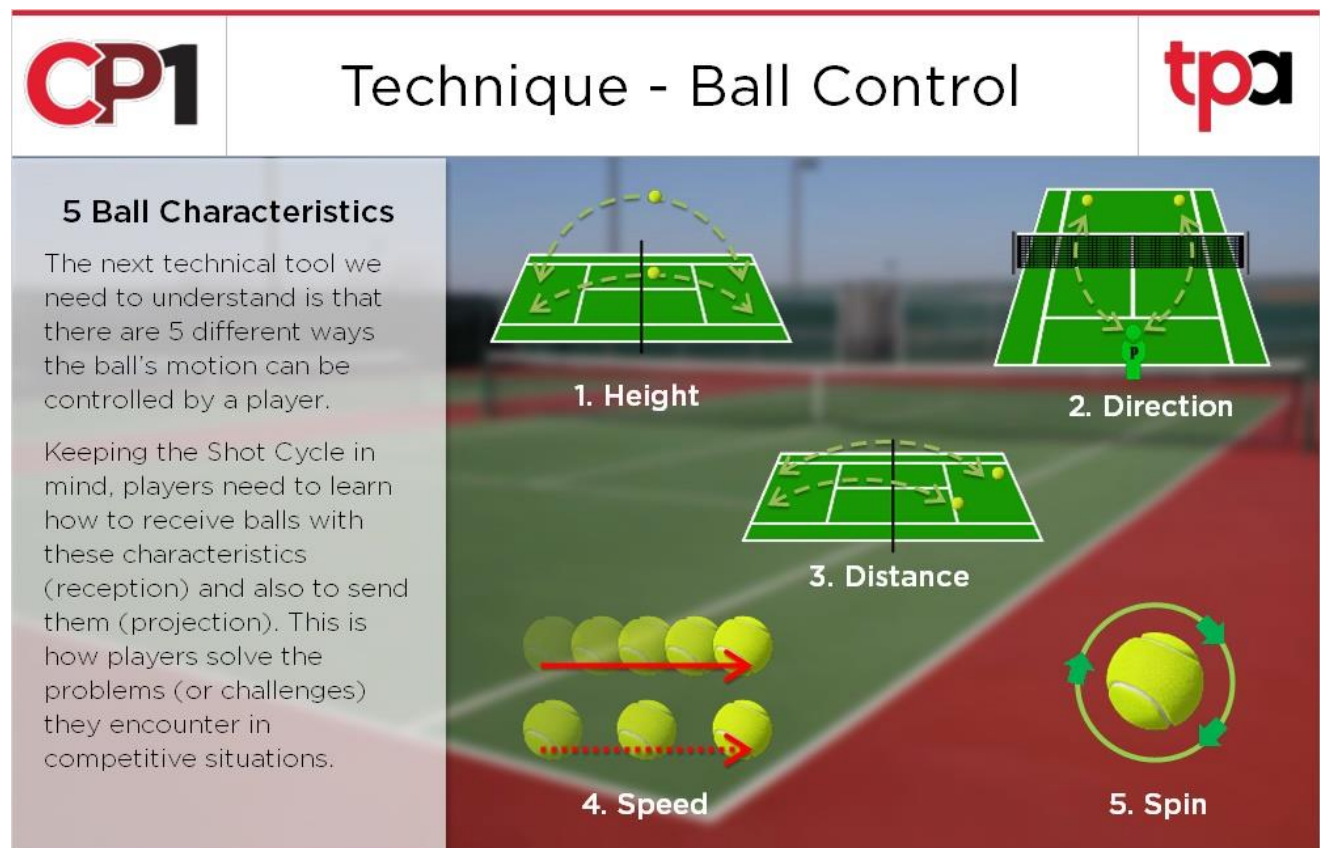 CP1
Technique - Ball Control
tpa
5 Ball Characteristics
The next technical tool we
need to understand is that
there are 5 different ways
the ball's motion can be
controlled by a player.
Keeping the Shot Cycle in
mind, players need to learn
how to receive balls with
these characteristics
(reception) and also to send
them (projection). This is
how players solve the
problems (or challenges)
they encounter in
competitive situations.
1. Height
P
2. Direction
3. Distance
4. Speed
5. Spin